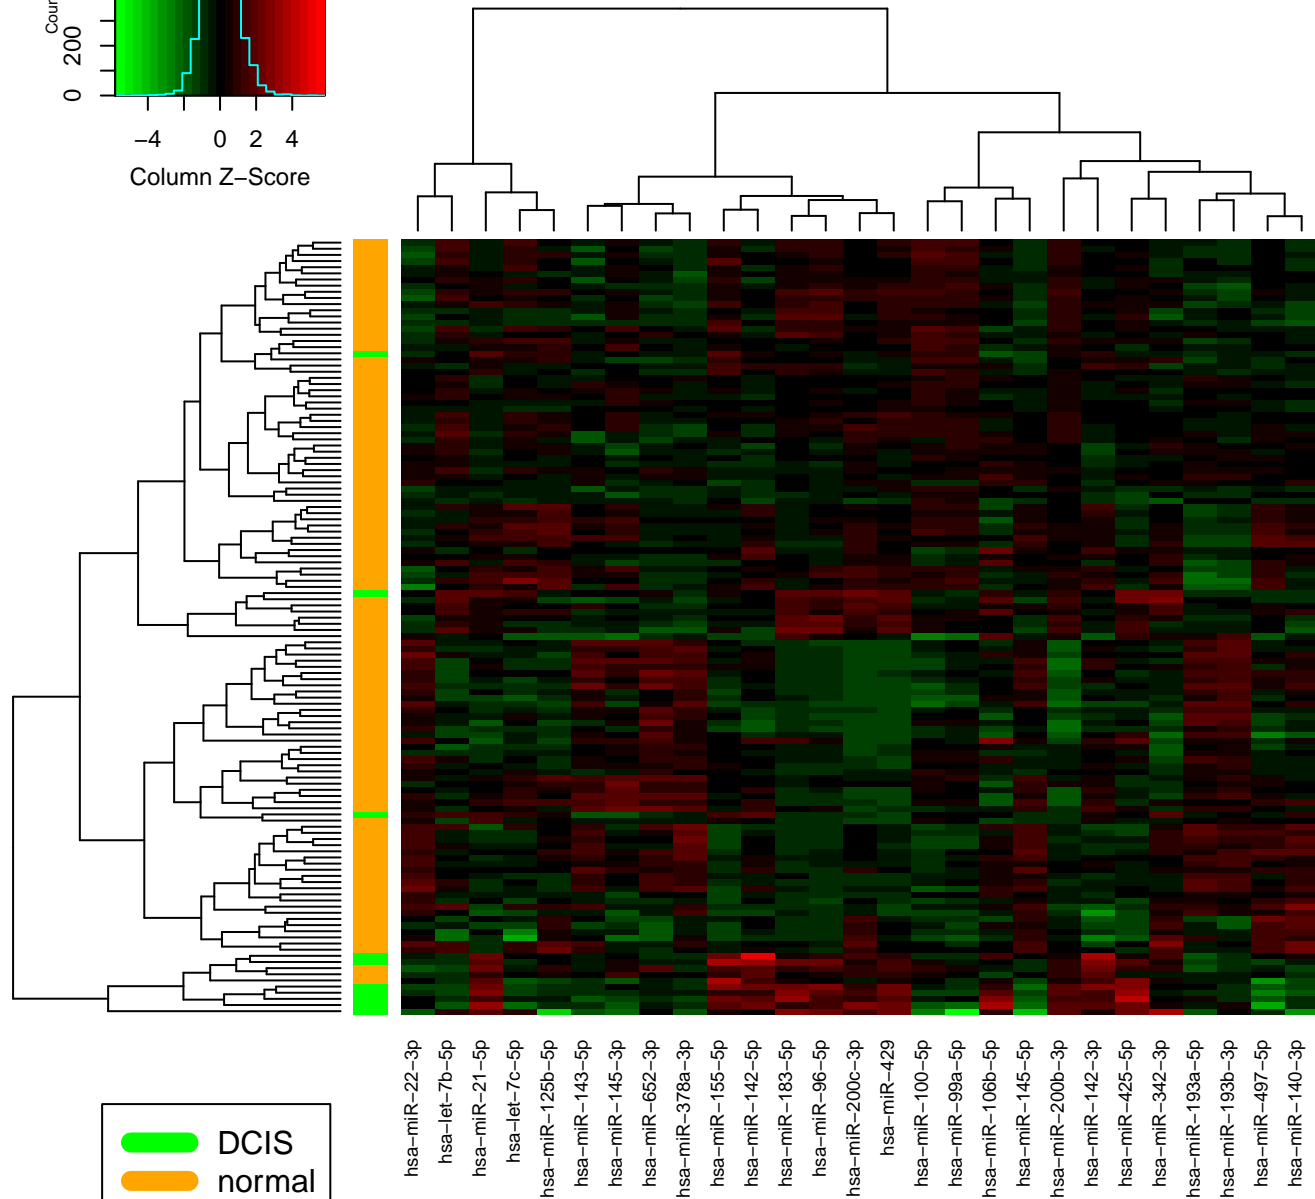 Coun
200
0
−4 0 2 4
Column Z−Score
hsa−miR−22−3p
hsa−let−7b−5p
hsa−miR−21−5p
hsa−let−7c−5p
hsa−miR−125b−5p
hsa−miR−143−5p
hsa−miR−145−3p
hsa−miR−652−3p
hsa−miR−378a−3p
hsa−miR−155−5p
hsa−miR−142−5p
hsa−miR−183−5p
hsa−miR−96−5p
hsa−miR−200c−3p
hsa−miR−429
hsa−miR−100−5p
hsa−miR−99a−5p
hsa−miR−106b−5p
hsa−miR−145−5p
hsa−miR−200b−3p
hsa−miR−142−3p
hsa−miR−425−5p
hsa−miR−342−3p
hsa−miR−193a−5p
hsa−miR−193b−3p
hsa−miR−497−5p
hsa−miR−140−3p
DCIS
normal